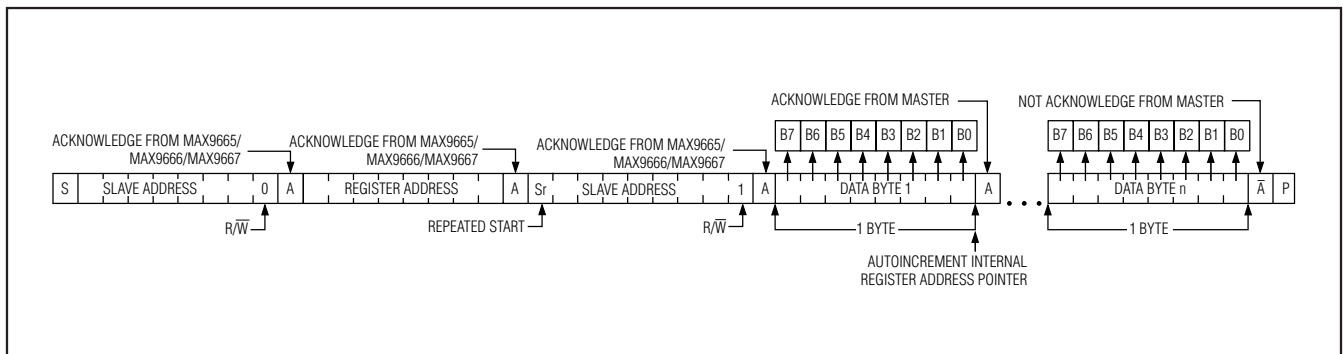 ACKNOWLEDGE FROM MASTER
NOT ACKNOWLEDGE FROM MASTER
B7 B6 B5 B4 B3 B2 B1 B0
B7 B6 B5 B4 B3 B2 B1 B0
ACKNOWLEDGE FROM MAX9665/
MAX9666/MAX9667
ACKNOWLEDGE FROM MAX9665/
MAX9666/MAX9667
ACKNOWLEDGE FROM MAX9665/
MAX9666/MAX9667
S SLAVE ADDRESS 0 A REGISTER ADDRESS A Sr SLAVE ADDRESS 1 A DATA BYTE 1 A • • • DATA BYTE n A̅ P
R/W̅
REPEATED START
R/W̅
1 BYTE
1 BYTE
AUTOINCREMENT INTERNAL
REGISTER ADDRESS POINTER